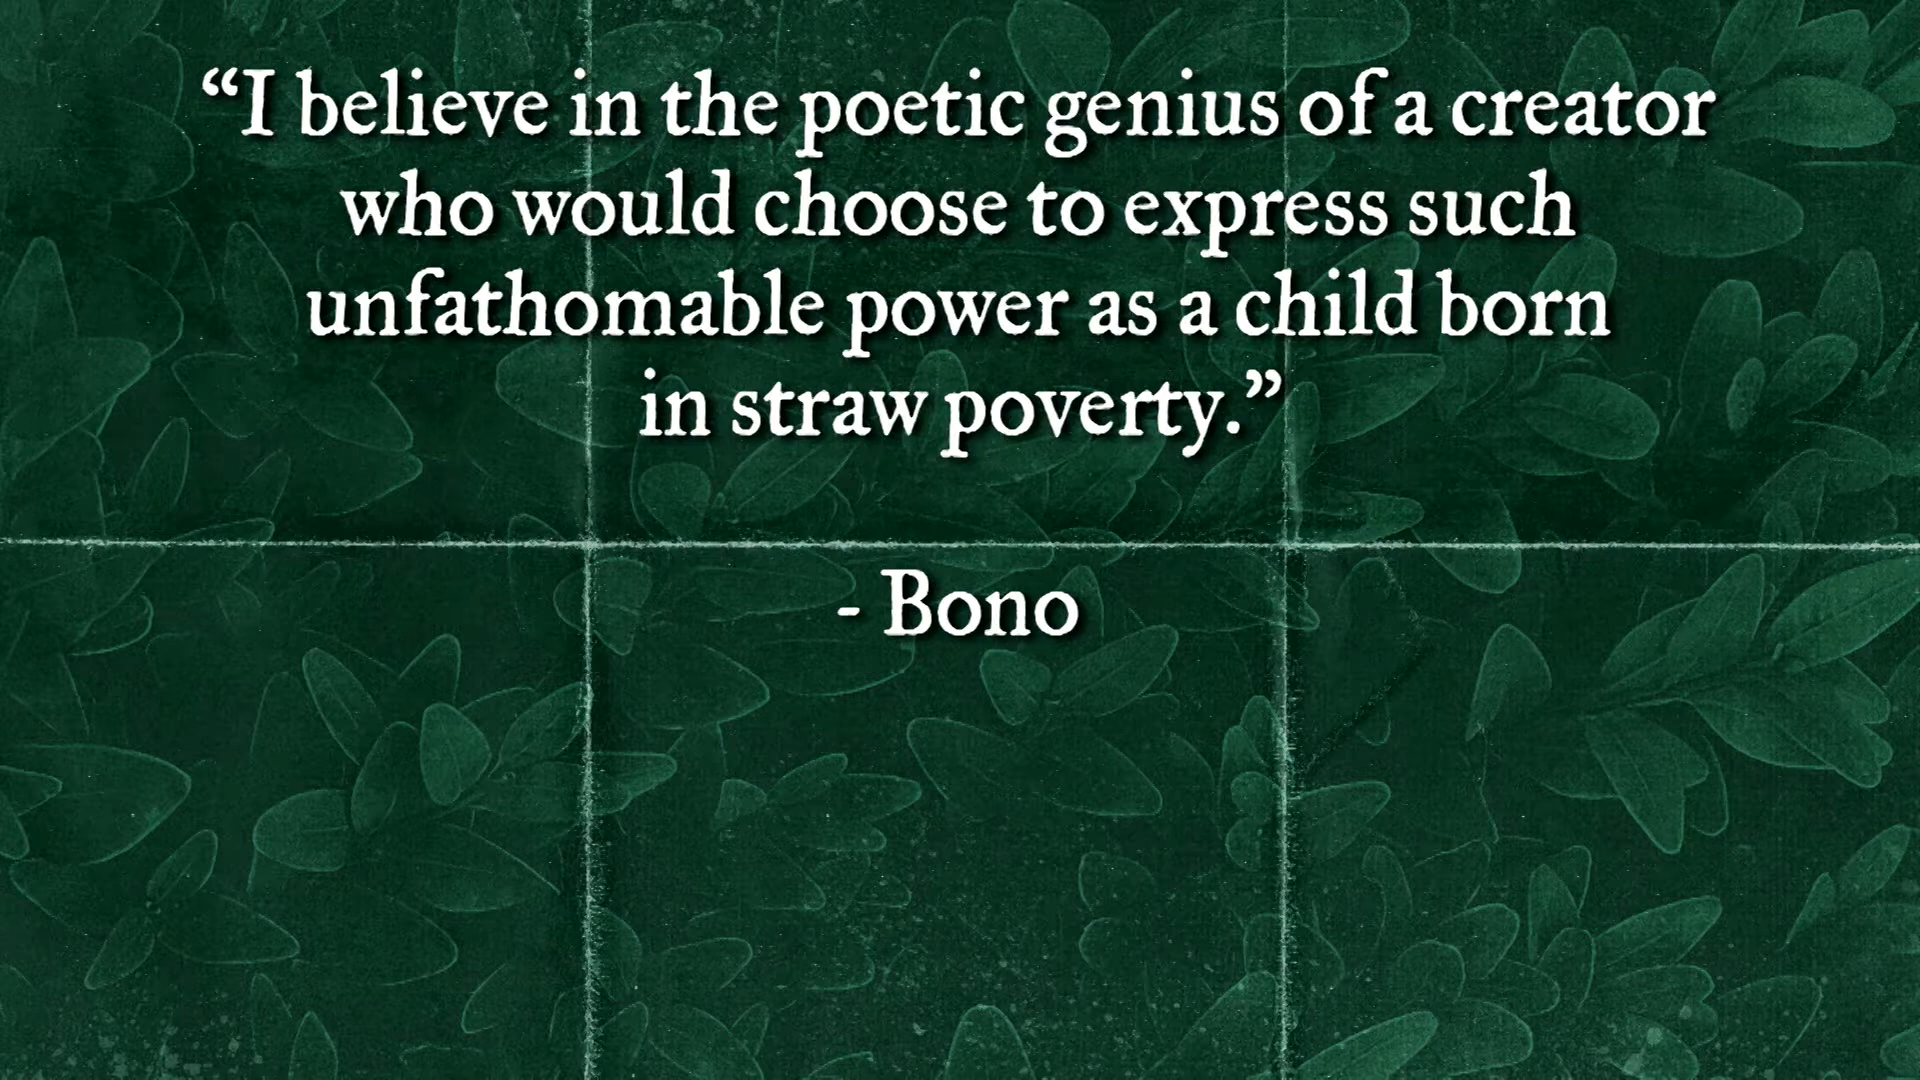 “I believe in the poetic genius of a creator
who would choose to express such
unfathomable power as a child born
in straw poverty.”
- Bono